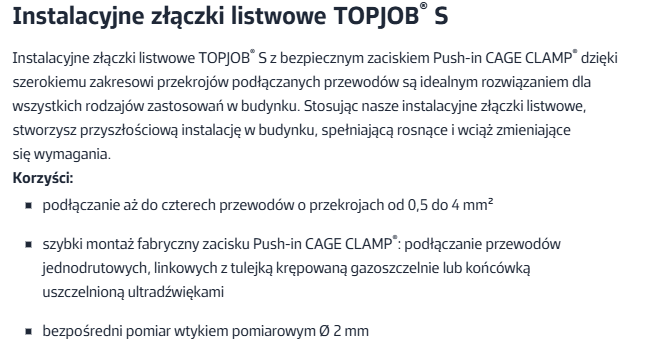 Instalacyjne złączki listwowe TOPJOB® S
Instalacyjne złączki listwowe TOPJOB® S z bezpiecznym zaciskiem Push-in CAGE CLAMP® dzięki
szerokiemu zakresowi przekrojów podłączanych przewodów są idealnym rozwiązaniem dla
wszystkich rodzajów zastosowań w budynku. Stosując nasze instalacyjne złączki listwowe,
stworzysz przyszłościową instalację w budynku, spełniającą rosnące i wciąż zmieniające
się wymagania.
Korzyści:
▪ podłączanie aż do czterech przewodów o przekrojach od 0,5 do 4 mm²
▪ szybki montaż fabryczny zacisku Push-in CAGE CLAMP®: podłączanie przewodów
jednodrutowych, linkowych z tulejką krępowaną gazoszczelnie lub końcówką
uszczelnioną ultradźwiękami
▪ bezpośredni pomiar wtykiem pomiarowym Ø 2 mm